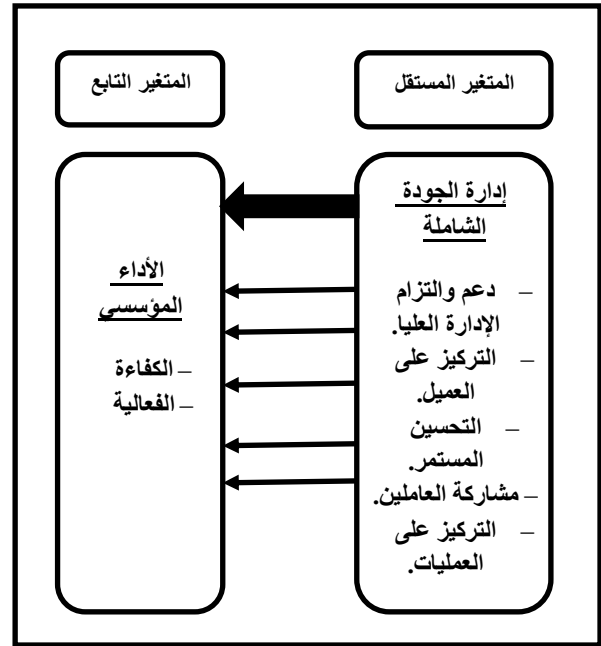 المتغير المستقل
المتغير التابع
إدارة الجودة
الشاملة
– دعم والتزام
الإدارة العليا.
– التركيز على
العميل.
– التحسين
المستمر.
– مشاركة العاملين.
– التركيز على
العمليات.
الأداء
المؤسسي
– الكفاءة
– الفعالية